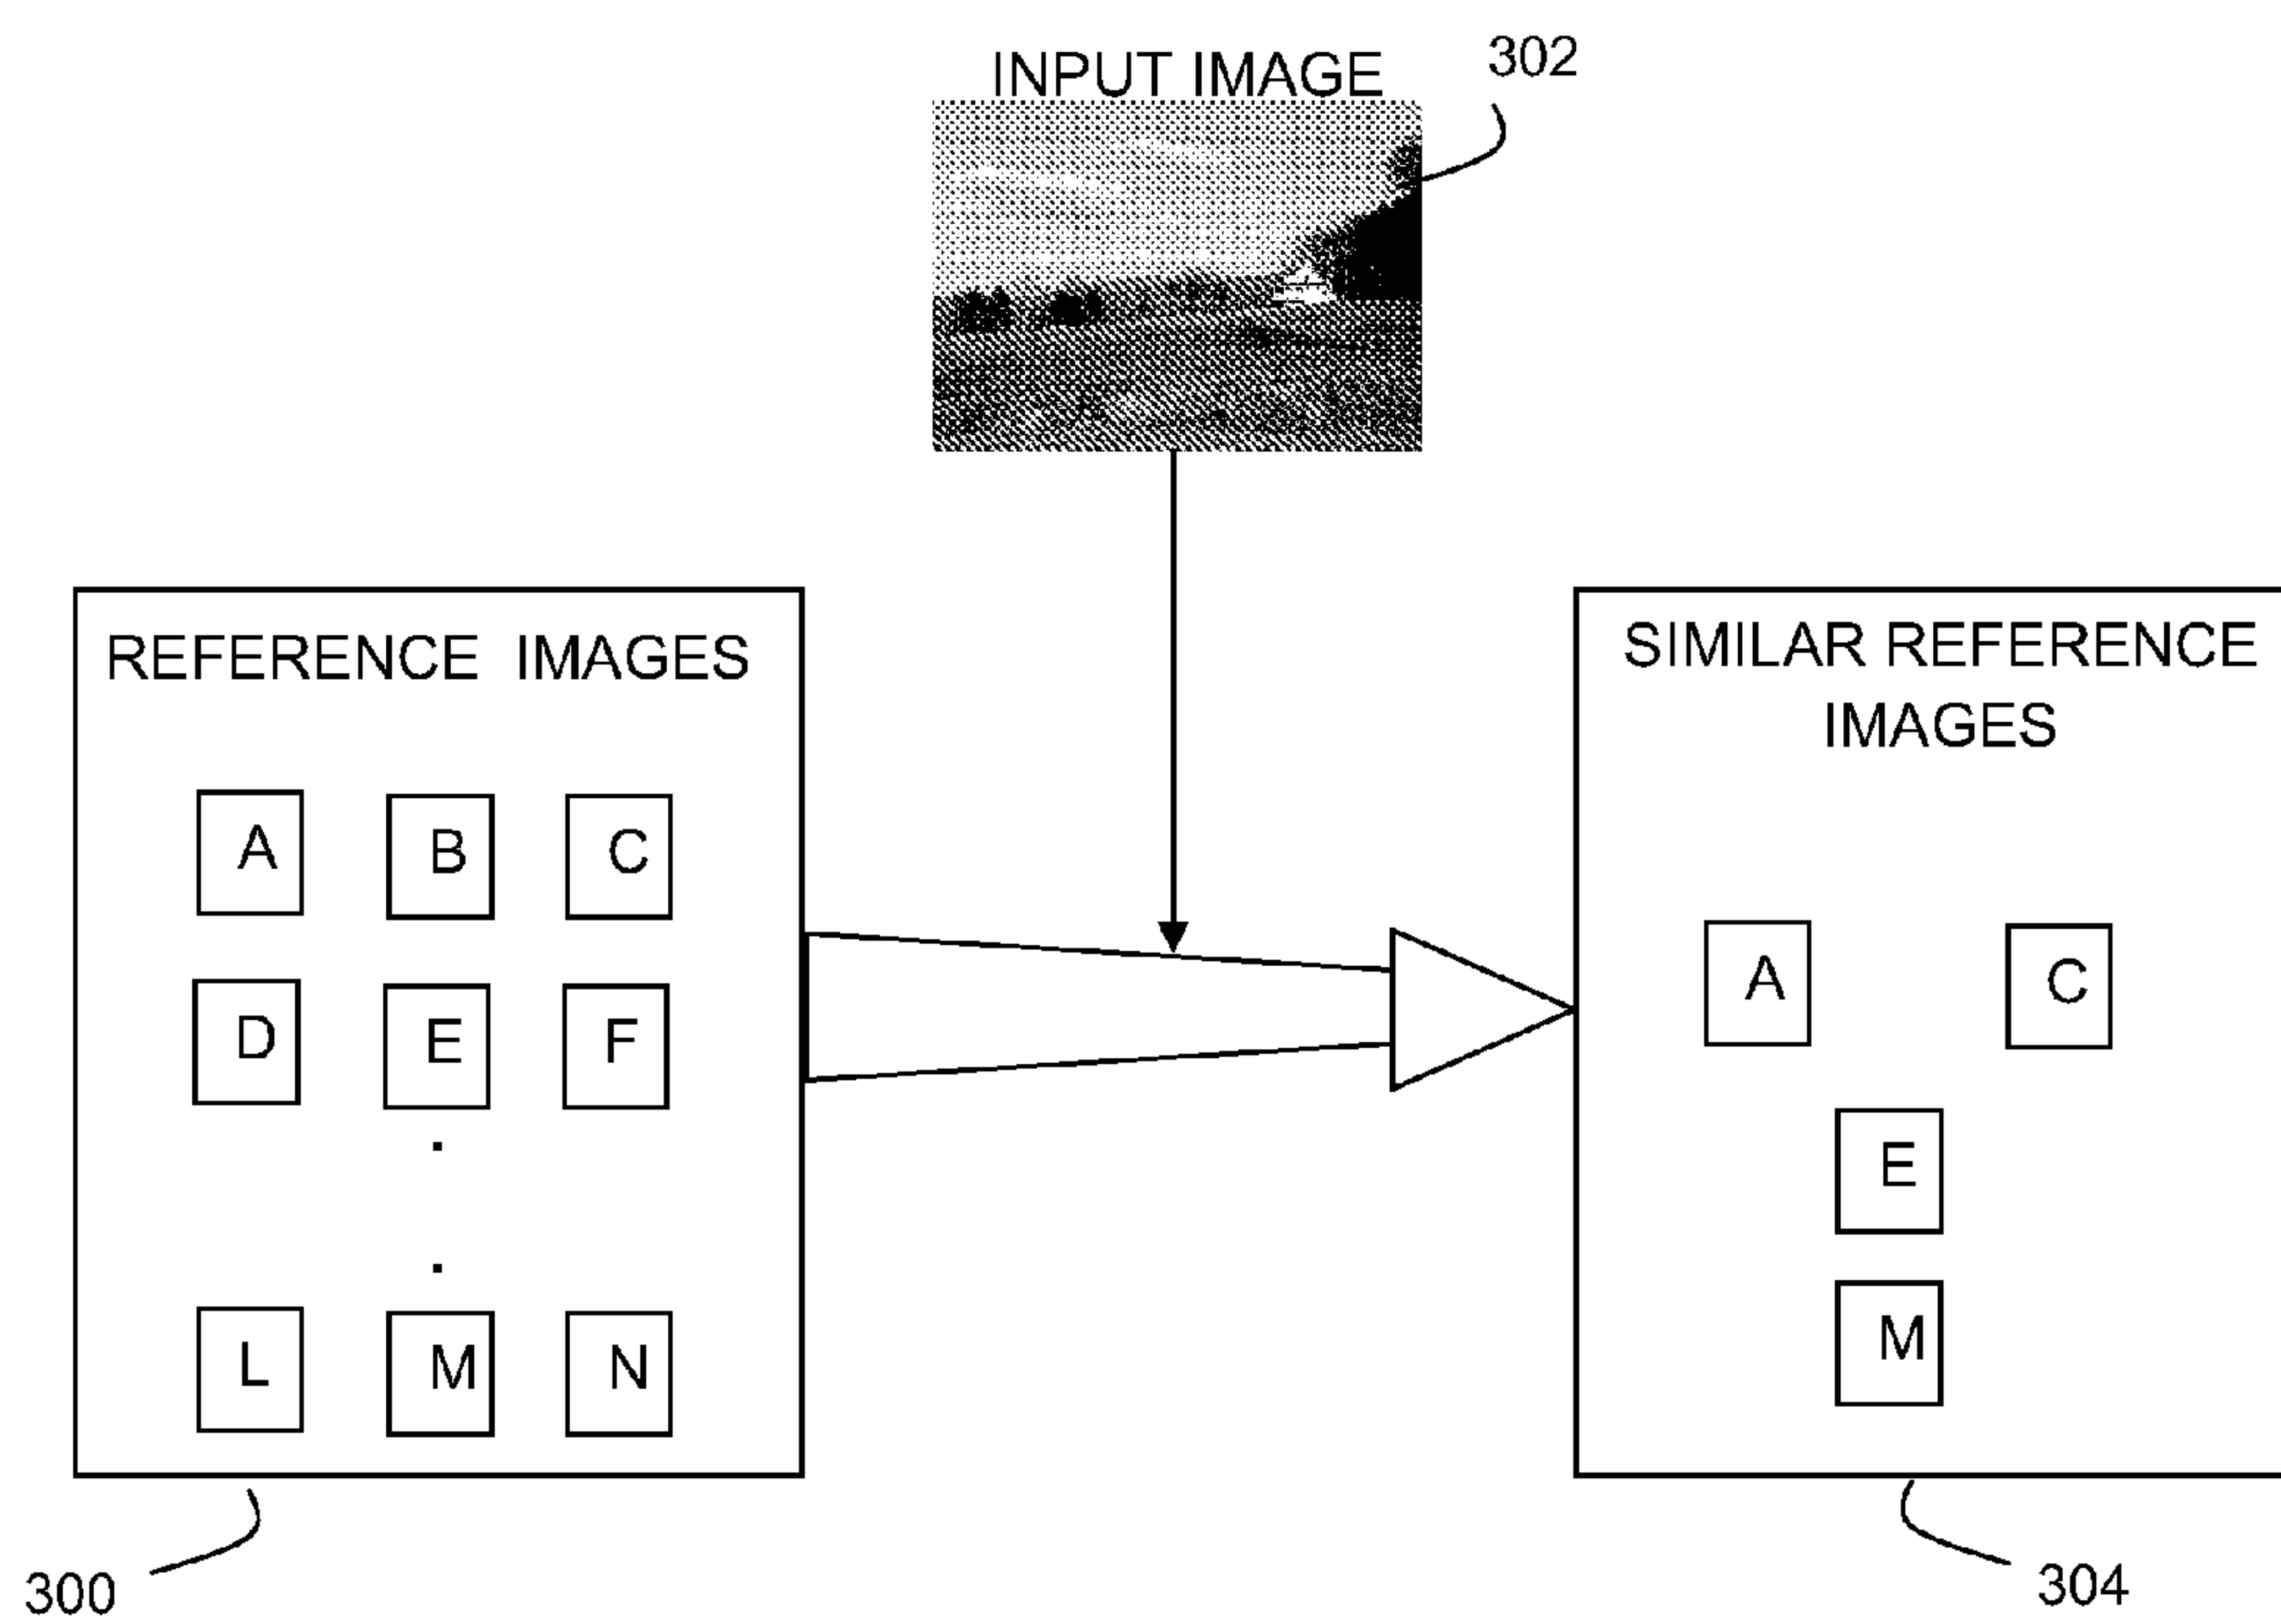 INPUT IMAGE
302
REFERENCE IMAGES
A B C
D E F
.
.
L M N
300
SIMILAR REFERENCE
IMAGES
A C
E
M
304